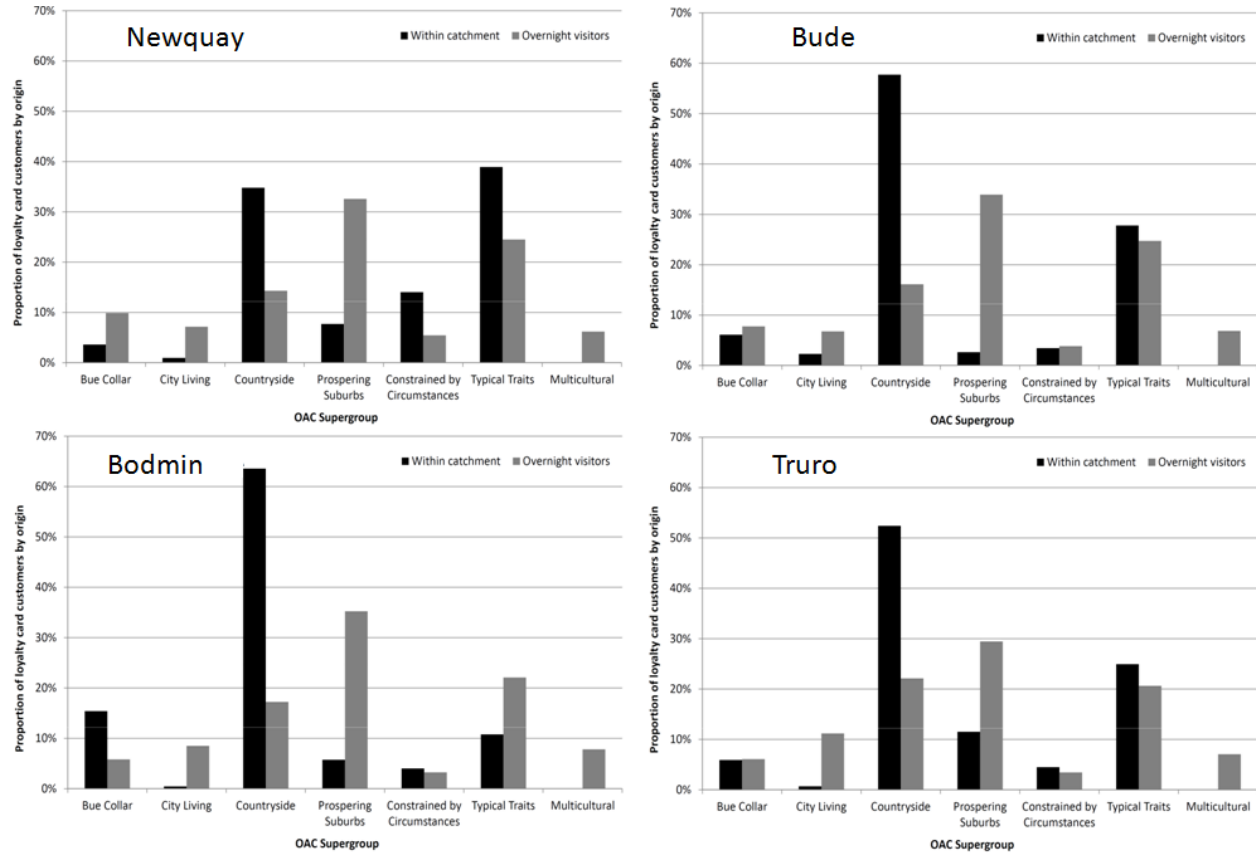 Newquay
Within catchment Overnight visitors
Proportion of loyalty card customers by origin
70%
60%
50%
40%
30%
20%
10%
0%
Bue Collar City Living Countryside Prospering Suburbs Constrained by Circumstances Typical Traits Multicultural
OAC Supergroup
Bude
Within catchment Overnight visitors
Proportion of loyalty card customers by origin
70%
60%
50%
40%
30%
20%
10%
0%
Bue Collar City Living Countryside Prospering Suburbs Constrained by Circumstances Typical Traits Multicultural
OAC Supergroup
Bodmin
Within catchment Overnight visitors
Proportion of loyalty card customers by origin
70%
60%
50%
40%
30%
20%
10%
0%
Bue Collar City Living Countryside Prospering Suburbs Constrained by Circumstances Typical Traits Multicultural
OAC Supergroup
Truro
Within catchment Overnight visitors
Proportion of loyalty card customers by origin
70%
60%
50%
40%
30%
20%
10%
0%
Bue Collar City Living Countryside Prospering Suburbs Constrained by Circumstances Typical Traits Multicultural
OAC Supergroup